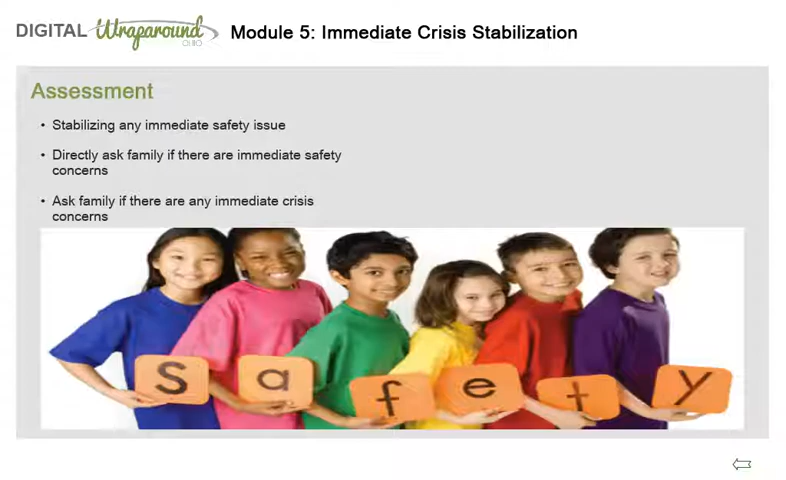 DIGITAL Wraparound
OHIO
Module 5: Immediate Crisis Stabilization
Assessment
• Stabilizing any immediate safety issue
• Directly ask family if there are immediate safety
concerns
• Ask family if there are any immediate crisis
concerns
S a f e t y